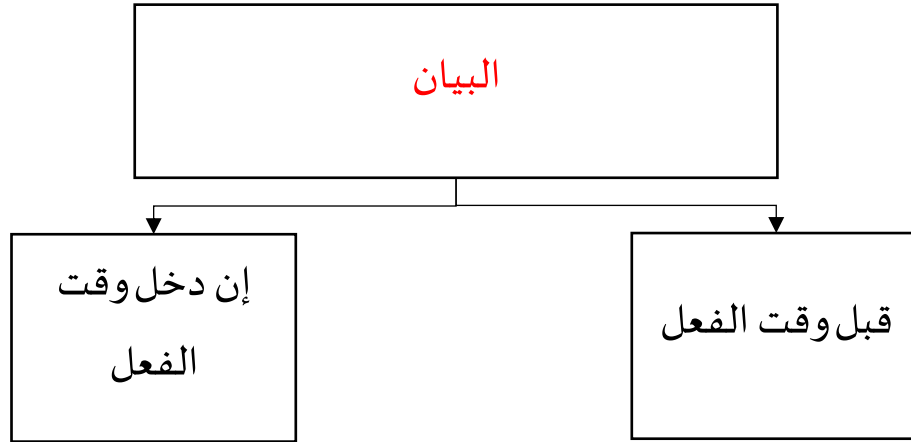 البيان
قبل وقت الفعل
إن دخل وقت
الفعل